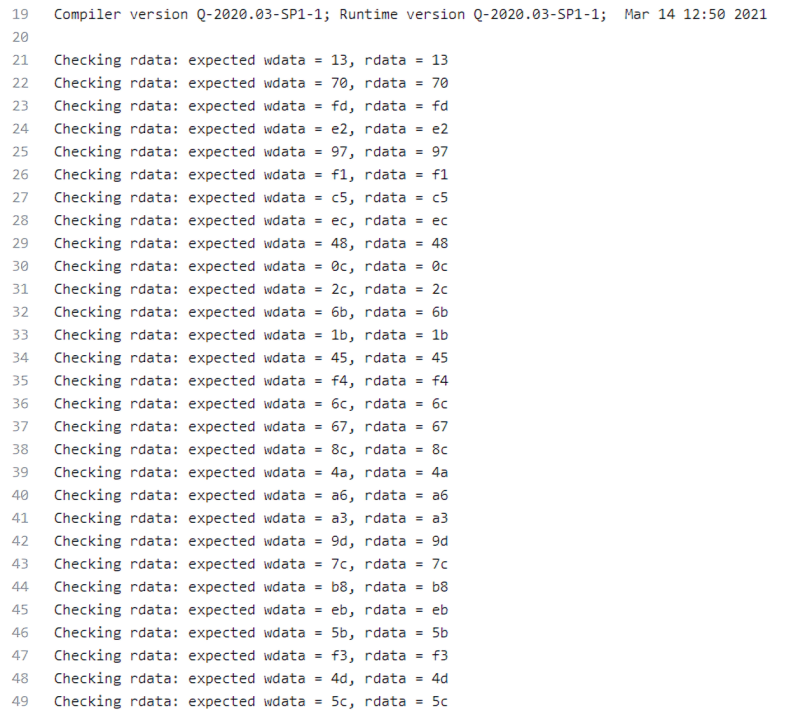 19 Compiler version Q-2020.03-SP1-1; Runtime version Q-2020.03-SP1-1;  Mar 14 12:50 2021
20
21 Checking rdata: expected wdata = 13, rdata = 13
22 Checking rdata: expected wdata = 70, rdata = 70
23 Checking rdata: expected wdata = fd, rdata = fd
24 Checking rdata: expected wdata = e2, rdata = e2
25 Checking rdata: expected wdata = 97, rdata = 97
26 Checking rdata: expected wdata = f1, rdata = f1
27 Checking rdata: expected wdata = c5, rdata = c5
28 Checking rdata: expected wdata = ec, rdata = ec
29 Checking rdata: expected wdata = 48, rdata = 48
30 Checking rdata: expected wdata = 0c, rdata = 0c
31 Checking rdata: expected wdata = 2c, rdata = 2c
32 Checking rdata: expected wdata = 6b, rdata = 6b
33 Checking rdata: expected wdata = 1b, rdata = 1b
34 Checking rdata: expected wdata = 45, rdata = 45
35 Checking rdata: expected wdata = f4, rdata = f4
36 Checking rdata: expected wdata = 6c, rdata = 6c
37 Checking rdata: expected wdata = 67, rdata = 67
38 Checking rdata: expected wdata = 8c, rdata = 8c
39 Checking rdata: expected wdata = 4a, rdata = 4a
40 Checking rdata: expected wdata = a6, rdata = a6
41 Checking rdata: expected wdata = a3, rdata = a3
42 Checking rdata: expected wdata = 9d, rdata = 9d
43 Checking rdata: expected wdata = 7c, rdata = 7c
44 Checking rdata: expected wdata = b8, rdata = b8
45 Checking rdata: expected wdata = eb, rdata = eb
46 Checking rdata: expected wdata = 5b, rdata = 5b
47 Checking rdata: expected wdata = f3, rdata = f3
48 Checking rdata: expected wdata = 4d, rdata = 4d
49 Checking rdata: expected wdata = 5c, rdata = 5c